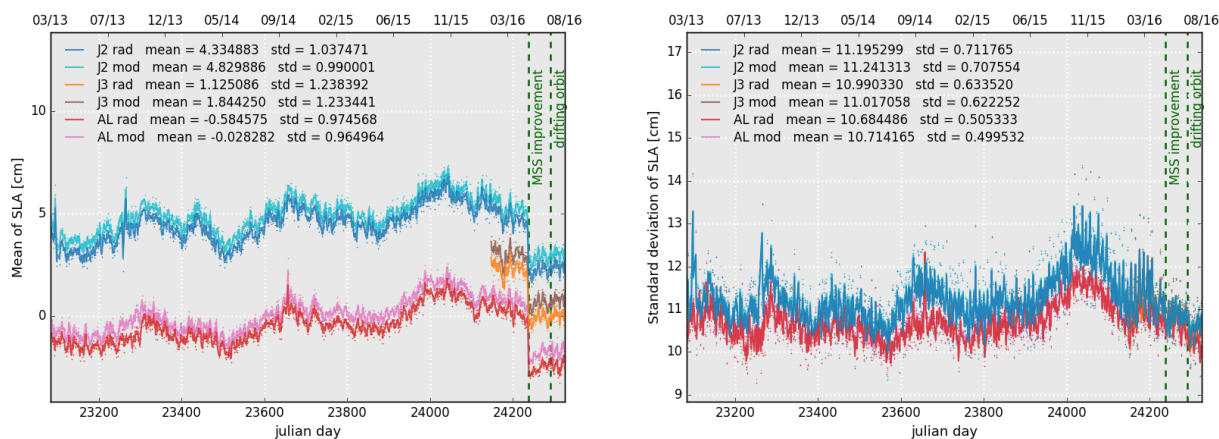 03/13 07/13 12/13 05/14 09/14 02/15 06/15 11/15 03/16 08/16
J2 rad mean = 4.334883 std = 1.037471
J2 mod mean = 4.829886 std = 0.990001
J3 rad mean = 1.125086 std = 1.238392
J3 mod mean = 1.844250 std = 1.233441
AL rad mean = -0.584575 std = 0.974568
AL mod mean = -0.028282 std = 0.964964
MSS improvement
drifting orbit
Mean of SLA [cm]
10
5
0
23200 23400 23600 23800 24000 24200
julian day
03/13 07/13 12/13 05/14 09/14 02/15 06/15 11/15 03/16 08/16
J2 rad mean = 11.195299 std = 0.711765
J2 mod mean = 11.241313 std = 0.707554
J3 rad mean = 10.990330 std = 0.633520
J3 mod mean = 11.017058 std = 0.622252
AL rad mean = 10.684486 std = 0.505333
AL mod mean = 10.714165 std = 0.499532
MSS improvement
drifting orbit
Standard deviation of SLA [cm]
17
16
15
14
13
12
11
10
9
23200 23400 23600 23800 24000 24200
julian day